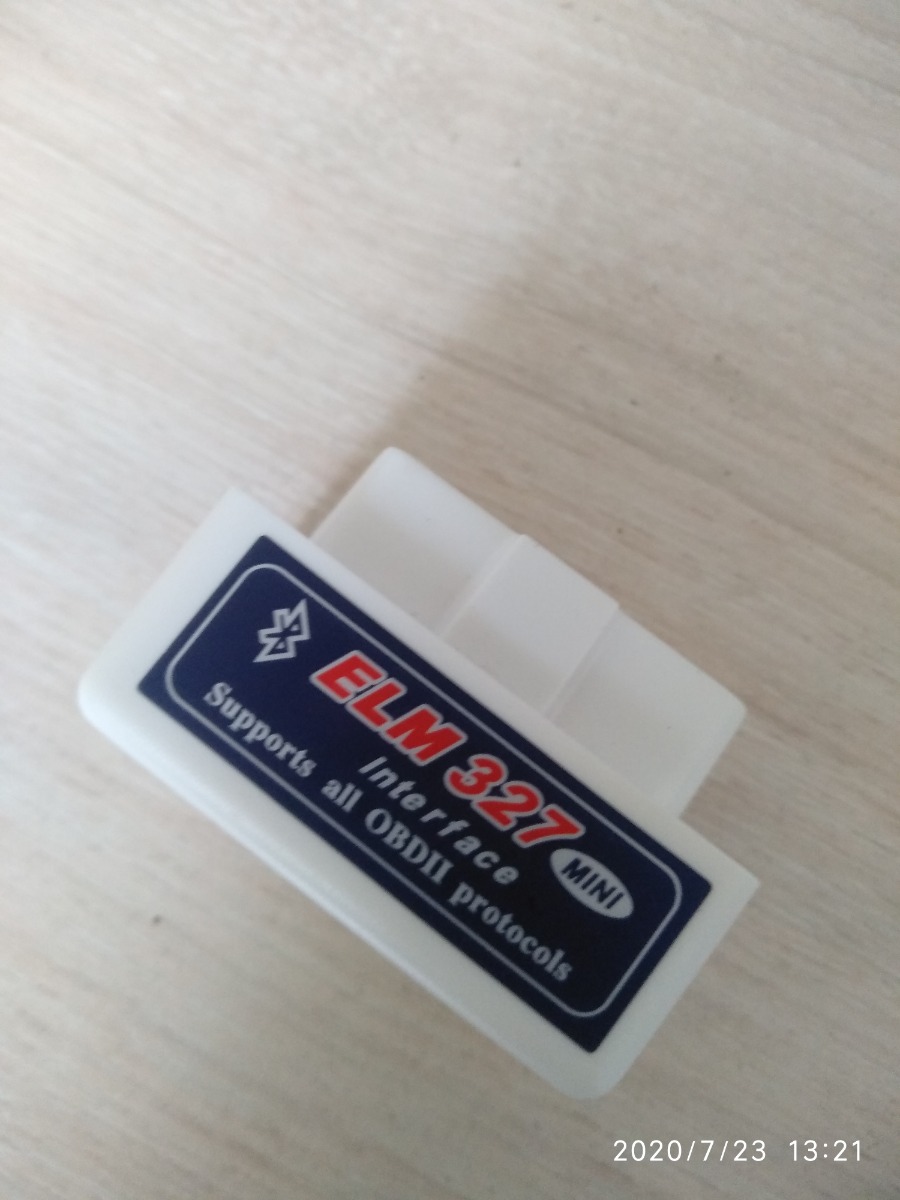 ELM 327
Interface
MINI
Supports all OBDII protocols
2020/7/23 13:21